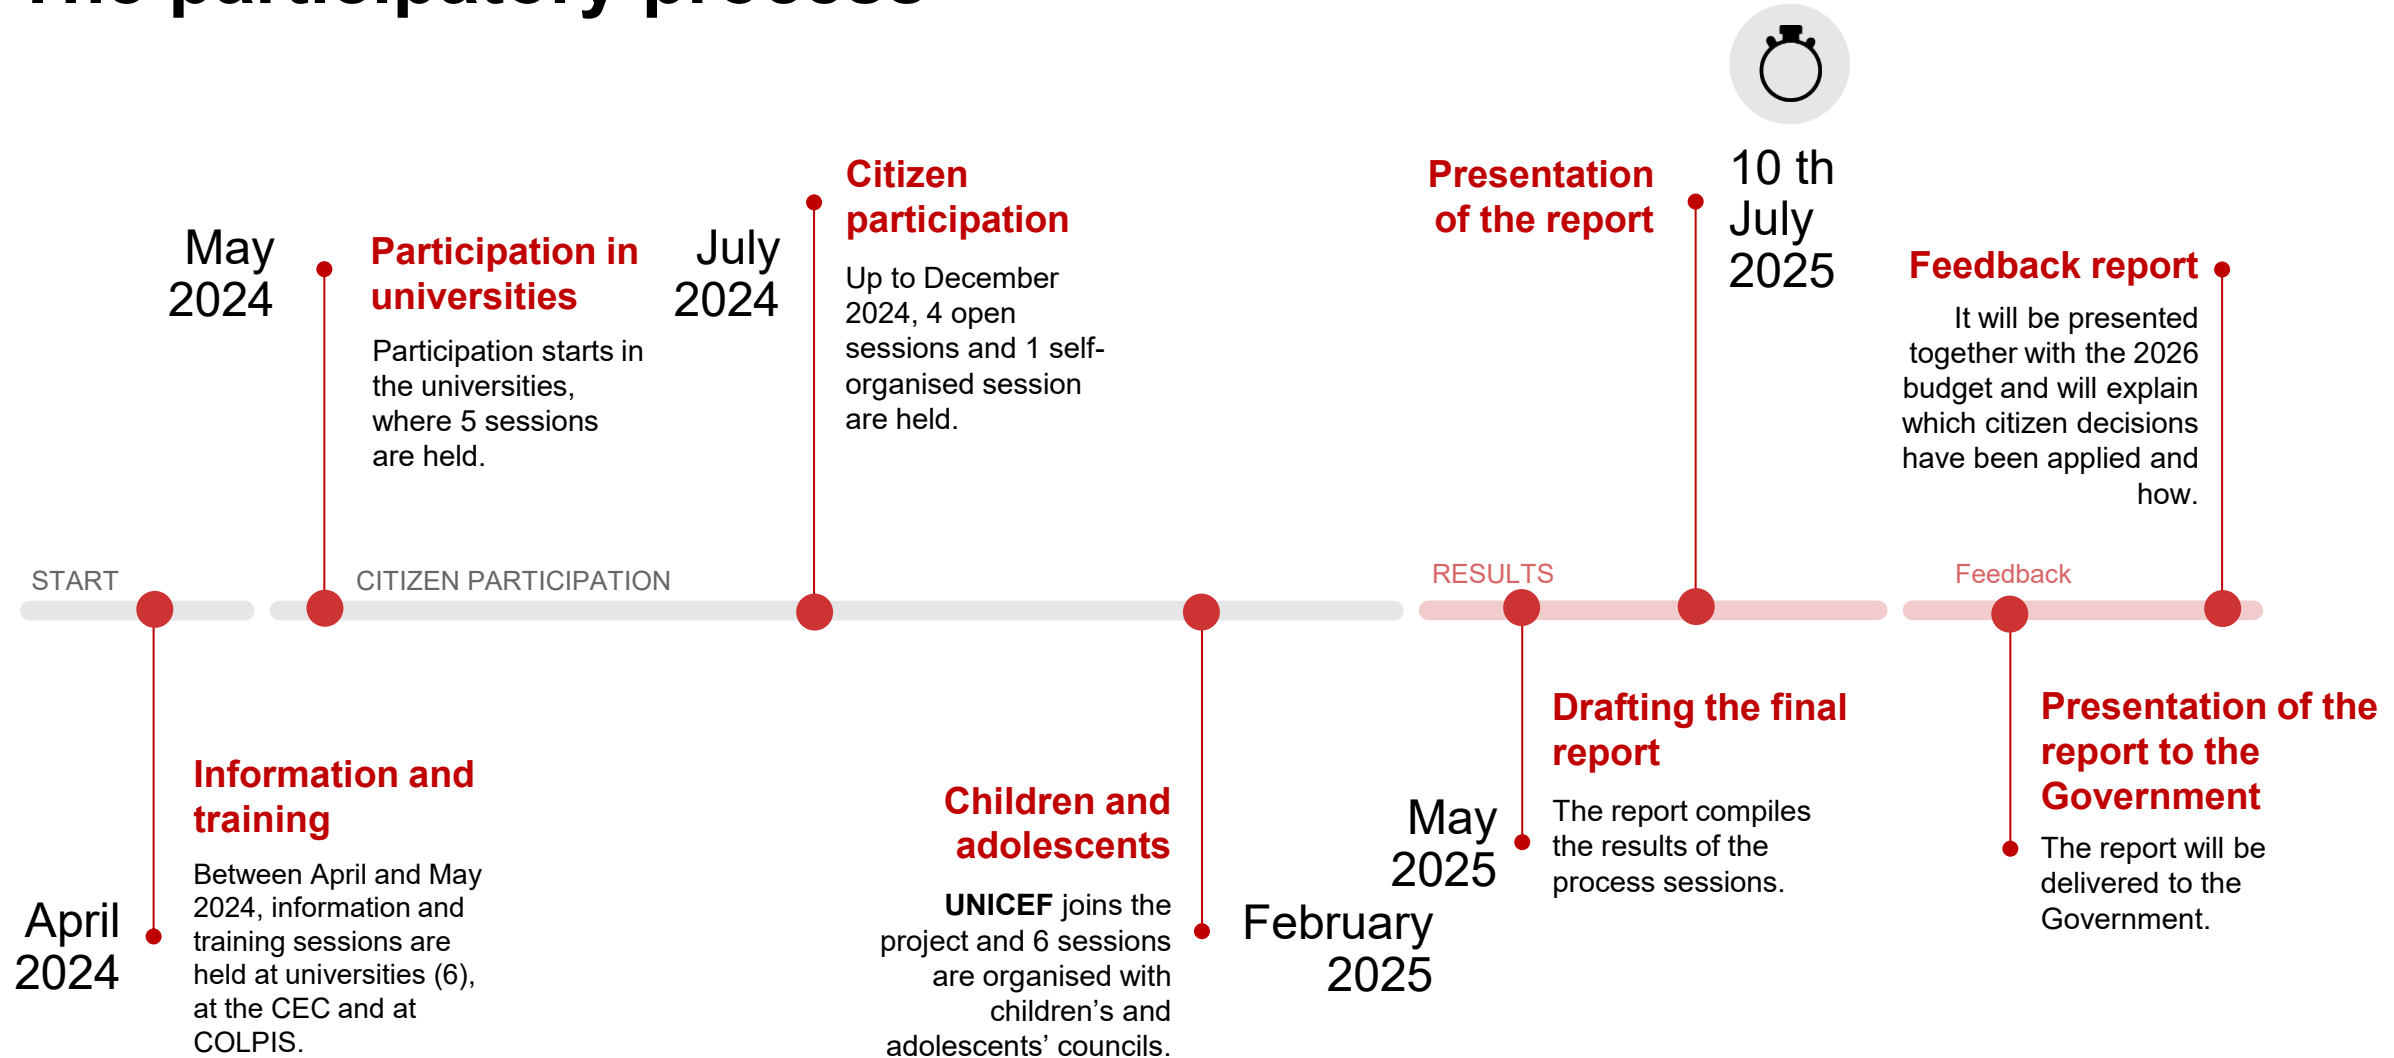 The participatory process
10 th
July
2025
Citizen
participation
Up to December
2024, 4 open
sessions and 1 self-
organised session
are held.
Presentation
of the report
May
2024
Participation in
universities
Participation starts in
the universities,
where 5 sessions
are held.
July
2024
Feedback report
It will be presented
together with the 2026
budget and will explain
which citizen decisions
have been applied and
how.
START
CITIZEN PARTICIPATION
RESULTS
Feedback
April
2024
Information and
training
Between April and May
2024, information and
training sessions are
held at universities (6),
at the CEC and at
COLPIS.
Children and
adolescents
UNICEF joins the
project and 6 sessions
are organised with
children’s and
adolescents’ councils.
February
2025
May
2025
Drafting the final
report
The report compiles
the results of the
process sessions.
Presentation of the
report to the
Government
The report will be
delivered to the
Government.